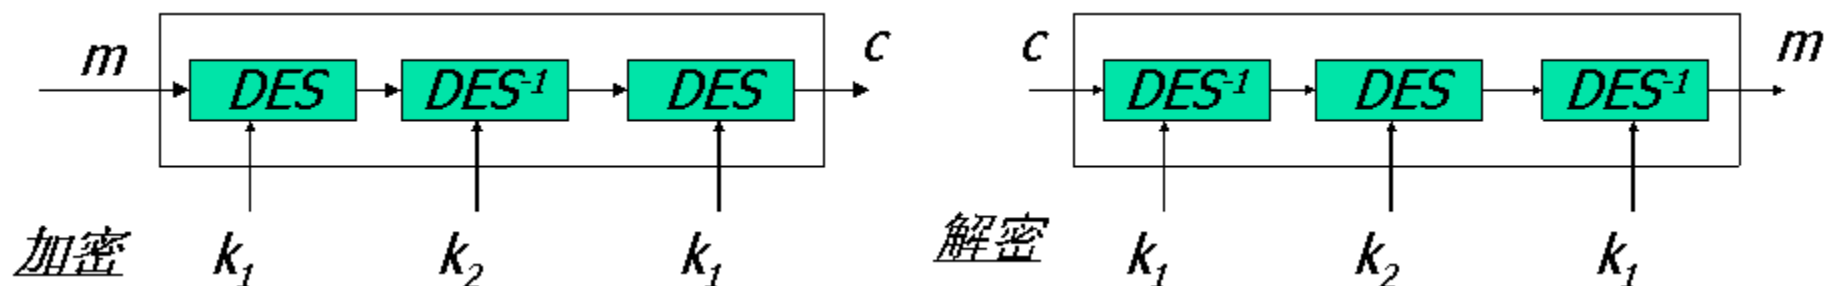 m c c m
DES DES⁻¹ DES DES⁻¹ DES DES⁻¹
加密 k₁ k₂ k₁ 解密 k₁ k₂ k₁